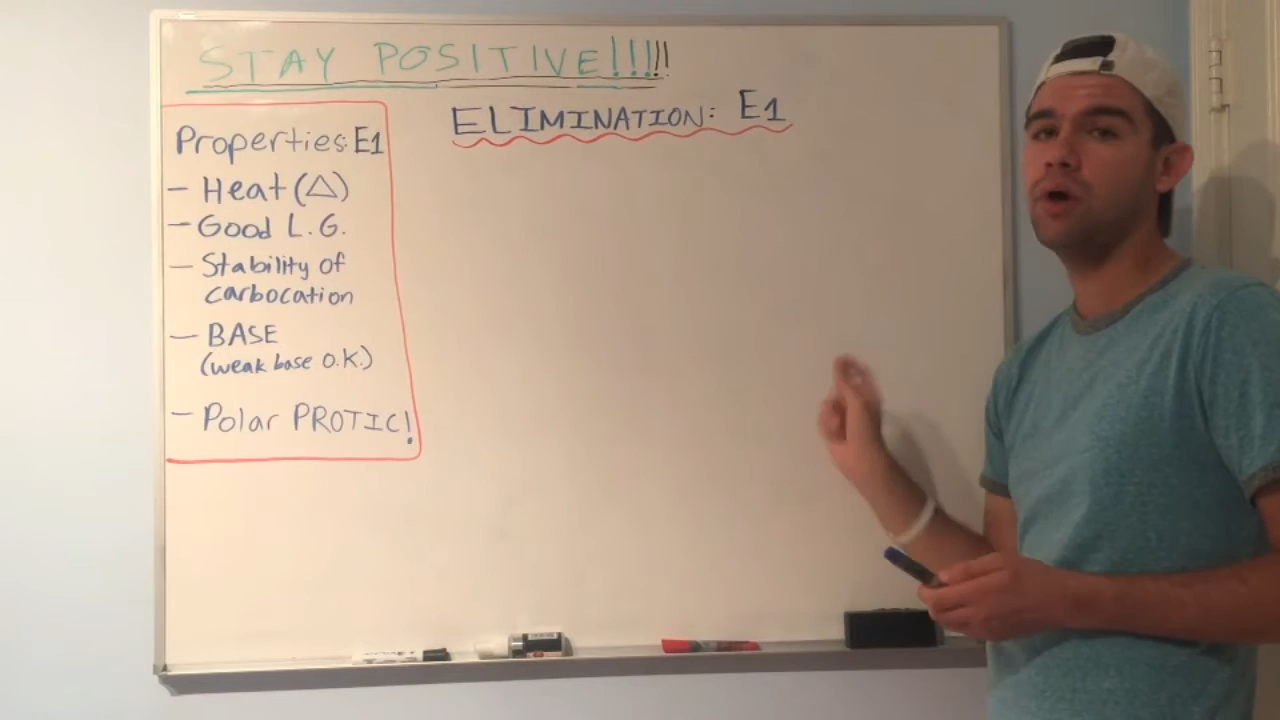 STAY POSITIVE!!!!!!
ELIMINATION: E1
Properties: E1
- Heat (△)
- Good L.G.
- Stability of
carbocation
- BASE
(weak base O.K.)
- Polar PROTIC!